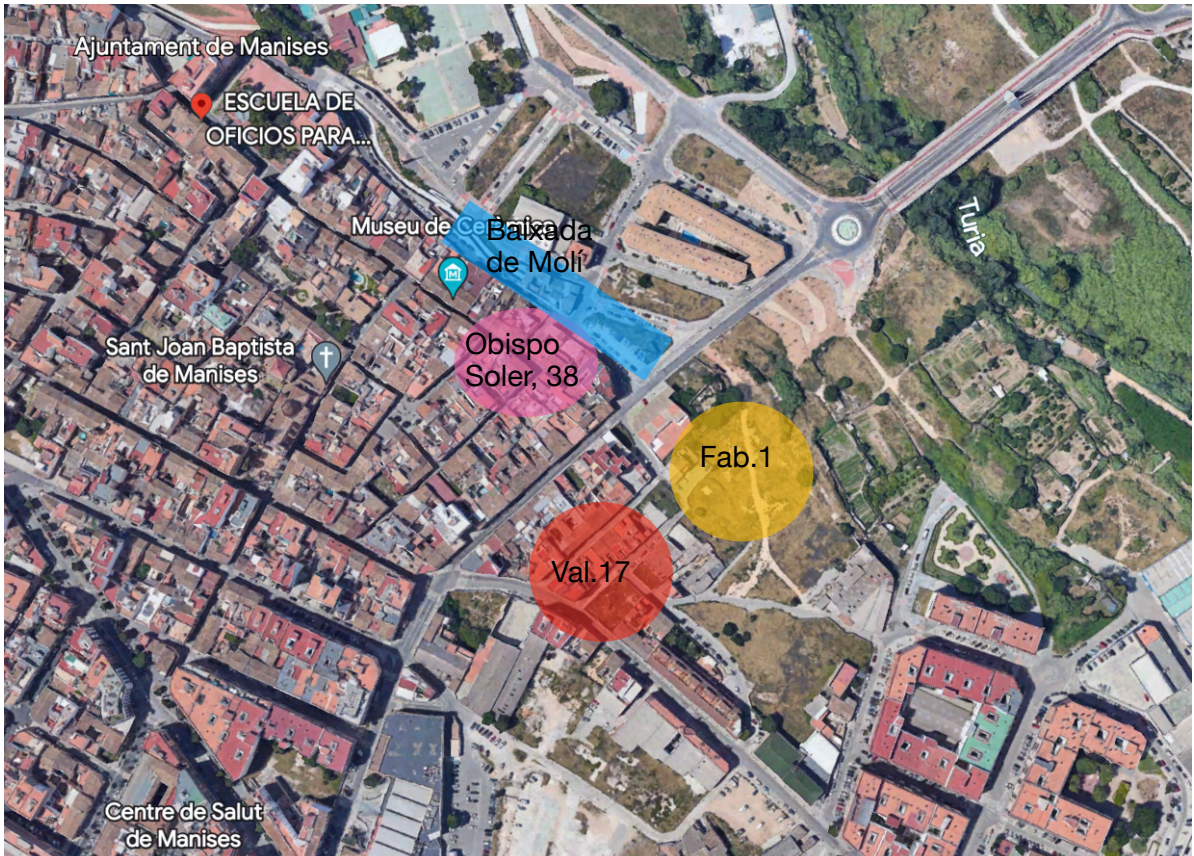 Ajuntament de Manises
ESCUELA DE
OFICIOS PARA...
Museu de Ceràmica
Baixada
de Molí
Turia
Obispo
Soler, 38
Sant Joan Baptista
de Manises
Fab.1
Val.17
Centre de Salut
de Manises